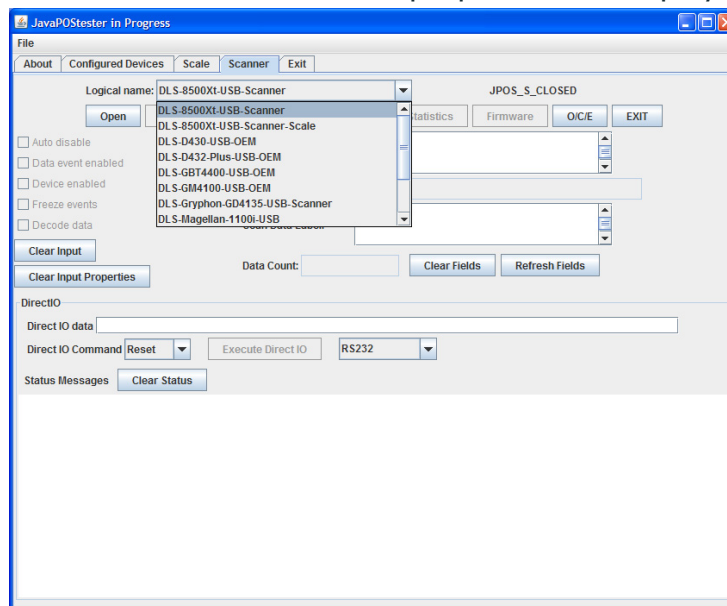 JavaPOStester in Progress
File
About Configured Devices Scale Scanner Exit
Logical name: DLS-8500Xt-USB-Scanner JPOS_S_CLOSED
Open Statistics Firmware O/C/E EXIT
DLS-8500Xt-USB-Scanner
DLS-8500Xt-USB-Scanner-Scale
DLS-D430-USB-OEM
DLS-D432-Plus-USB-OEM
DLS-GBT4400-USB-OEM
DLS-GM4100-USB-OEM
DLS-Gryphon-GD4135-USB-Scanner
DLS-Magellan-1100i-USB
Auto disable
Data event enabled
Device enabled
Freeze events
Decode data
Clear Input
Clear Input Properties
Data Count: Clear Fields Refresh Fields
DirectIO
Direct IO data
Direct IO Command Reset Execute Direct IO RS232
Status Messages Clear Status